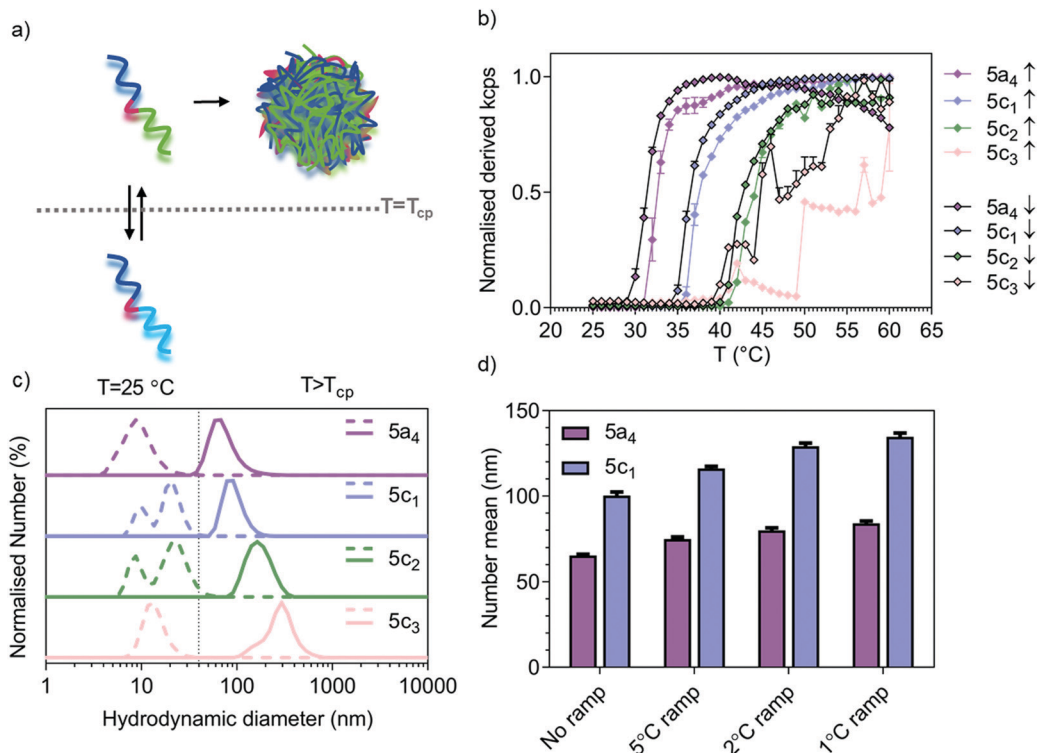 a)
T=Tcp
b)
Normalised derived kcps
1.0
0.5
0.0
20 25 30 35 40 45 50 55 60 65
T (°C)
5a4 ↑
5c1 ↑
5c2 ↑
5c3 ↑
5a4 ↓
5c1 ↓
5c2 ↓
5c3 ↓
c)
T=25 °C T>Tcp
Normalised Number (%)
5a4
5c1
5c2
5c3
1 10 100 1000 10000
Hydrodynamic diameter (nm)
d)
Number mean (nm)
150
100
50
0
5a4
5c1
No ramp 5°C ramp 2°C ramp 1°C ramp